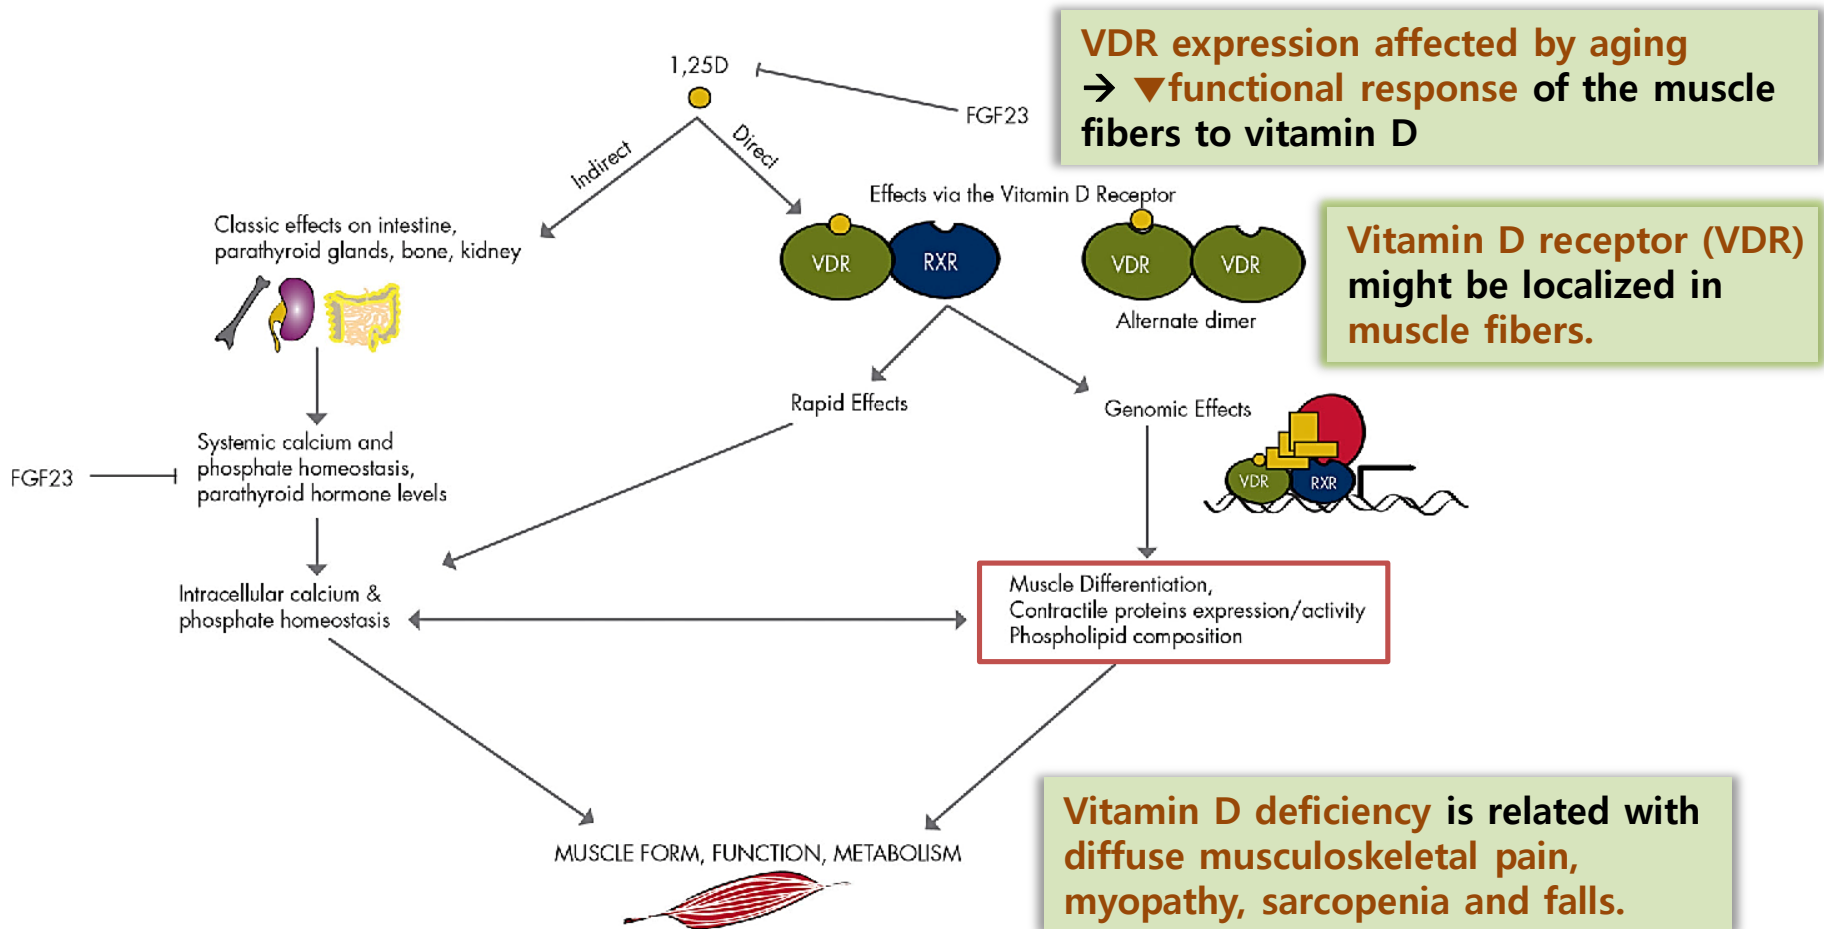 VDR expression affected by aging
→ ▼functional response of the muscle
fibers to vitamin D
1,25D
FGF23
Indirect
Direci
Effects via the Vitamin D Receptor
Classic effects on intestine,
parathyroid glands, bone, kidney
VDR
RXR
VDR
VDR
Alternate dimer
Vitamin D receptor (VDR)
might be localized in
muscle fibers.
Rapid Effects
Genomic Effects
Systemic calcium and
phosphate homeostasis,
parathyroid hormone levels
FGF23
VDR
RXR
Intracellular calcium &
phosphate homeostasis
Muscle Differentiation,
Contractile proteins expression/activity
Phospholipid composition
MUSCLE FORM, FUNCTION, METABOLISM
Vitamin D deficiency is related with
diffuse musculoskeletal pain,
myopathy, sarcopenia and falls.